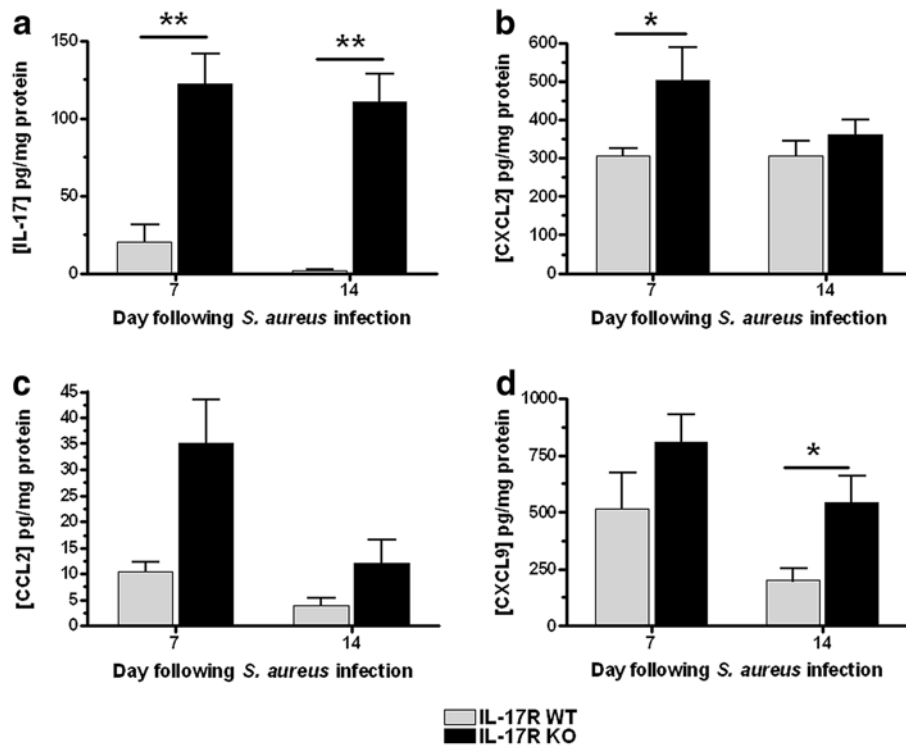 a
**
**
150
100
50
0
[IL-17] pg/mg protein
7
14
Day following S. aureus infection
b
*
600
500
400
300
200
100
0
[CXCL2] pg/mg protein
7
14
Day following S. aureus infection
c
45
40
35
30
25
20
15
10
5
0
[CCL2] pg/mg protein
7
14
Day following S. aureus infection
d
*
1000
750
500
250
0
[CXCL9] pg/mg protein
7
14
Day following S. aureus infection
IL-17R WT
IL-17R KO